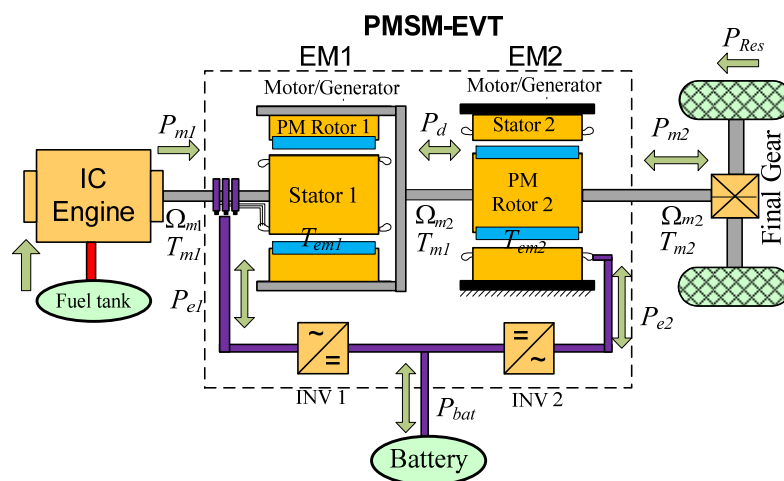 PMSM-EVT
EM1
EM2
P_Res
Motor/Generator
Motor/Generator
P_m1
PM Rotor 1
P_d
Stator 2
P_m2
IC
Engine
Stator 1
PM
Rotor 2
Final Gear
Ω_m1
T_m1
Ω_m2
T_m1
Ω_m2
T_m2
T_em1
T_em2
Fuel tank
P_e1
P_e2
~
=
=
~
INV 1
INV 2
P_bat
Battery